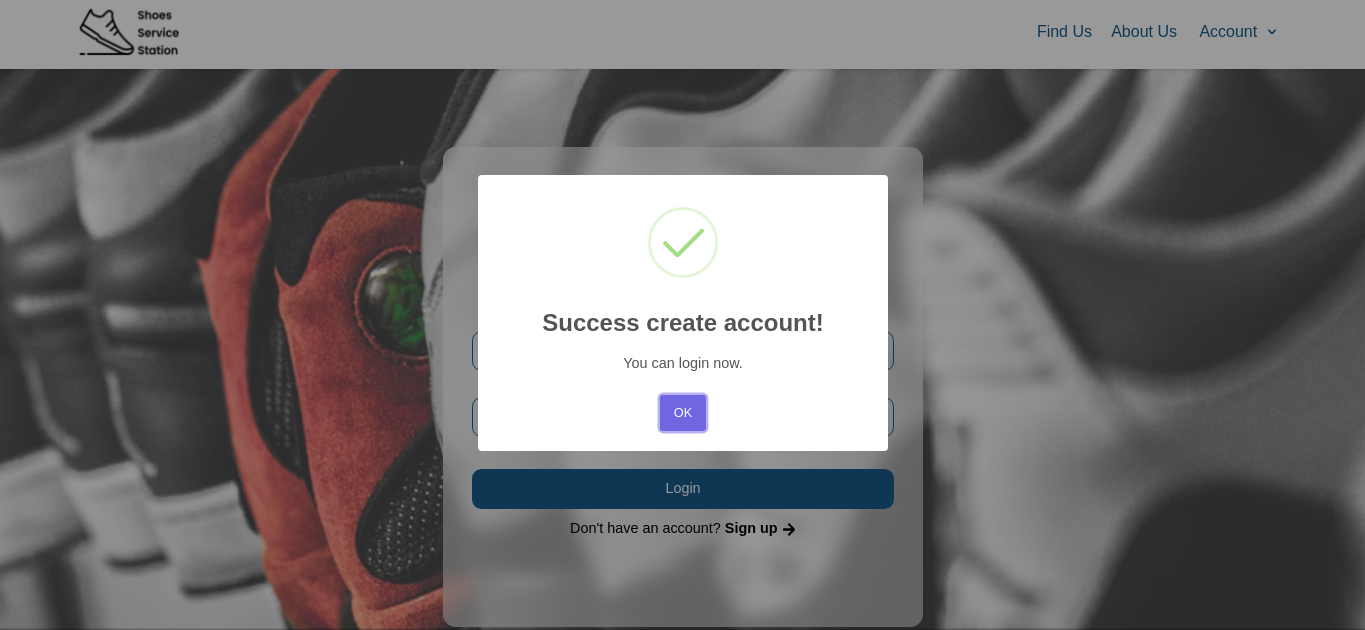 Shoes
Service
Station
Find Us
About Us
Account
Success create account!
You can login now.
OK
Login
Don't have an account? Sign up